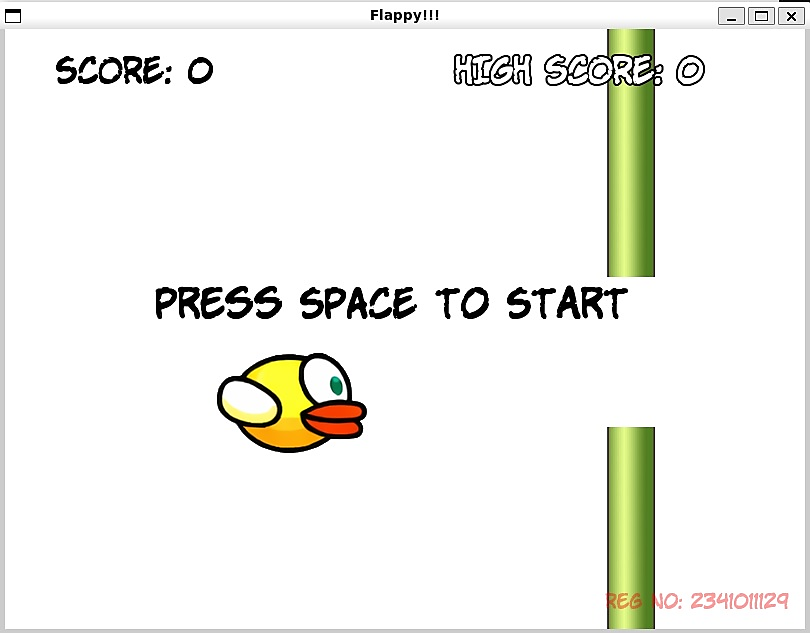 Flappy!!!
SCORE: 0
HIGH SCORE: 0
PRESS SPACE TO START
REG NO: 2341011129